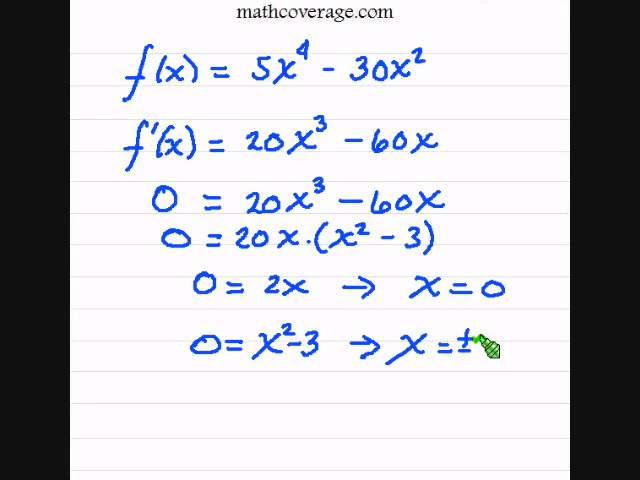 mathcoverage.com
f(x) = 5x⁴ - 30x²
f'(x) = 20x³ - 60x
0 = 20x³ - 60x
0 = 20x·(x² - 3)
0 = 2x → x = 0
0 = x² - 3 → x = ±